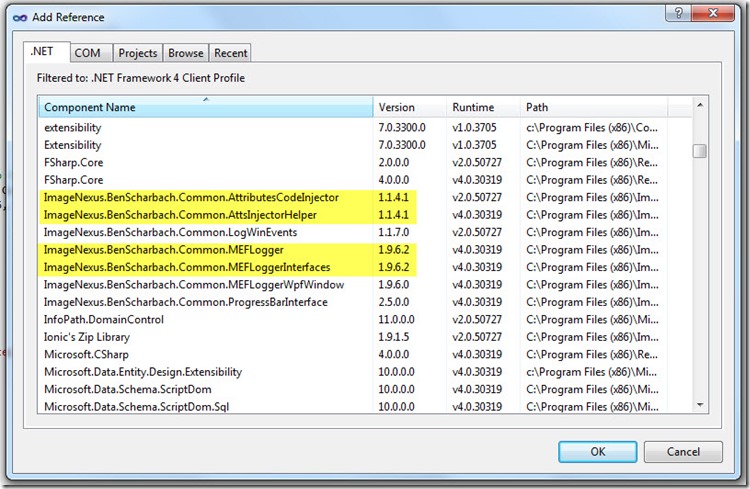 Add Reference
.NET COM Projects Browse Recent
Filtered to: .NET Framework 4 Client Profile
Component Name Version Runtime Path
extensibility 7.0.3300.0 v1.0.3705 c:\Program Files (x86)\Co...
Extensibility 7.0.3300.0 v1.0.3705 C:\Program Files (x86)\Mi...
FSharp.Core 2.0.0.0 v2.0.50727 C:\Program Files (x86)\Re...
FSharp.Core 4.0.0.0 v4.0.30319 C:\Program Files (x86)\Re...
ImageNexus.BenScharbach.Common.AttributesCodeInjector 1.1.4.1 v2.0.50727 C:\Program Files (x86)\Im...
ImageNexus.BenScharbach.Common.AttsInjectorHelper 1.1.4.1 v4.0.30319 C:\Program Files (x86)\Im...
ImageNexus.BenScharbach.Common.LogWinEvents 1.1.7.0 v2.0.50727 C:\Program Files (x86)\Im...
ImageNexus.BenScharbach.Common.MEFLogger 1.9.6.2 v4.0.30319 C:\Program Files (x86)\Im...
ImageNexus.BenScharbach.Common.MEFLoggerInterfaces 1.9.6.2 v4.0.30319 C:\Program Files (x86)\Im...
ImageNexus.BenScharbach.Common.MEFLoggerWpfWindow 1.9.6.0 v4.0.30319 C:\Program Files (x86)\Im...
ImageNexus.BenScharbach.Common.ProgressBarInterface 2.5.0.0 v4.0.30319 C:\Program Files (x86)\Im...
InfoPath.DomainControl 11.0.0.0 v2.0.50727 C:\Program Files (x86)\Mi...
Ionic's Zip Library 1.9.1.5 v2.0.50727 C:\Program Files (x86)\Im...
Microsoft.CSharp 4.0.0.0 v4.0.30319 C:\Program Files (x86)\Re...
Microsoft.Data.Entity.Design.Extensibility 10.0.0.0 v4.0.30319 c:\Program Files (x86)\Mi...
Microsoft.Data.Schema.ScriptDom 10.0.0.0 v4.0.30319 C:\Program Files (x86)\Mi...
Microsoft.Data.Schema.ScriptDom.Sql 10.0.0.0 v4.0.30319 C:\Program Files (x86)\Mi...
OK Cancel